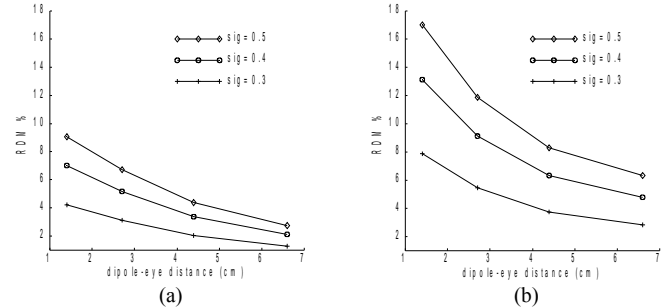 18
16
14
12
10
8
6
4
2
RDM %
sig=0.5
sig=0.4
sig=0.3
1 2 3 4 5 6 7
dipole-eye distance (cm)
(a)
18
16
14
12
10
8
6
4
2
RDM %
sig=0.5
sig=0.4
sig=0.3
1 2 3 4 5 6 7
dipole-eye distance (cm)
(b)